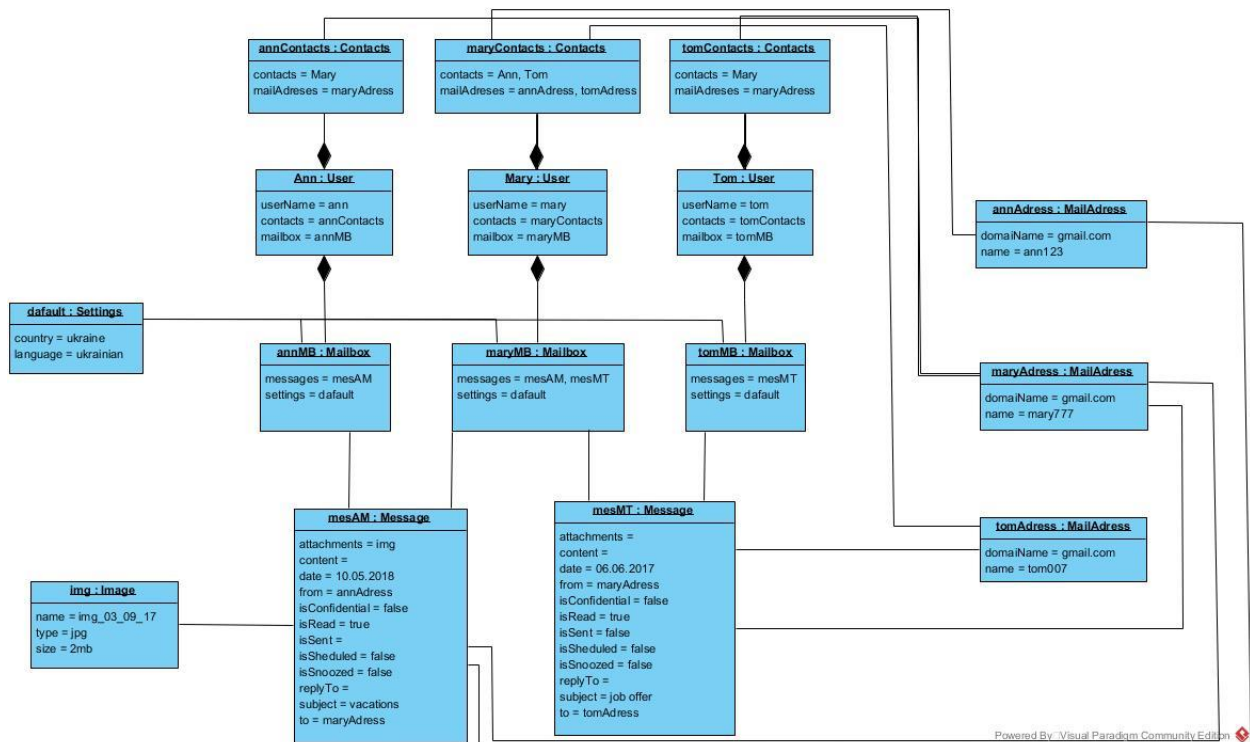 annContacts : Contacts
contacts = Mary
mailAdreses = maryAdress
maryContacts : Contacts
contacts = Ann, Tom
mailAdreses = annAdress, tomAdress
tomContacts : Contacts
contacts = Mary
mailAdreses = maryAdress
Ann : User
userName = ann
contacts = annContacts
mailbox = annMB
Mary : User
userName = mary
contacts = maryContacts
mailbox = maryMB
Tom : User
userName = tom
contacts = tomContacts
mailbox = tomMB
annAdress : MailAdress
domaiName = gmail.com
name = ann123
dafault : Settings
country = ukraine
language = ukrainian
annMB : Mailbox
messages = mesAM
settings = dafault
maryMB : Mailbox
messages = mesAM, mesMT
settings = dafault
tomMB : Mailbox
messages = mesMT
settings = dafault
maryAdress : MailAdress
domaiName = gmail.com
name = mary777
mesAM : Message
attachments = img
content =
date = 10.05.2018
from = annAdress
isConfidential = false
isRead = true
isSent =
isSheduled = false
isSnoozed = false
replyTo =
subject = vacations
to = maryAdress
mesMT : Message
attachments =
content =
date = 06.06.2017
from = maryAdress
isConfidential = false
isRead = true
isSent = false
isSheduled = false
isSnoozed = false
replyTo =
subject = job offer
to = tomAdress
tomAdress : MailAdress
domaiName = gmail.com
name = tom007
img : Image
name = img_03_09_17
type = jpg
size = 2mb
Powered By Visual Paradigm Community Edition